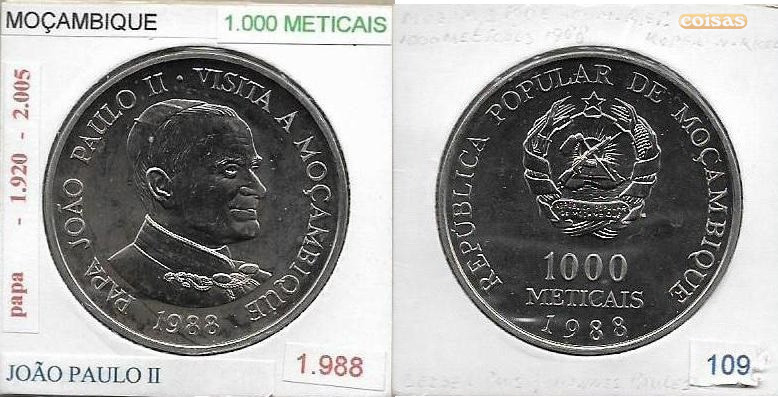 MOÇAMBIQUE
1.000 METICAIS
papa - 1.920 - 2.005
PAPA JOÃO PAULO II · VISITA A MOÇAMBIQUE
1988
JOÃO PAULO II
1.988
coisas
REPÚBLICA POPULAR DE MOÇAMBIQUE
1000
METICAIS
1988
109